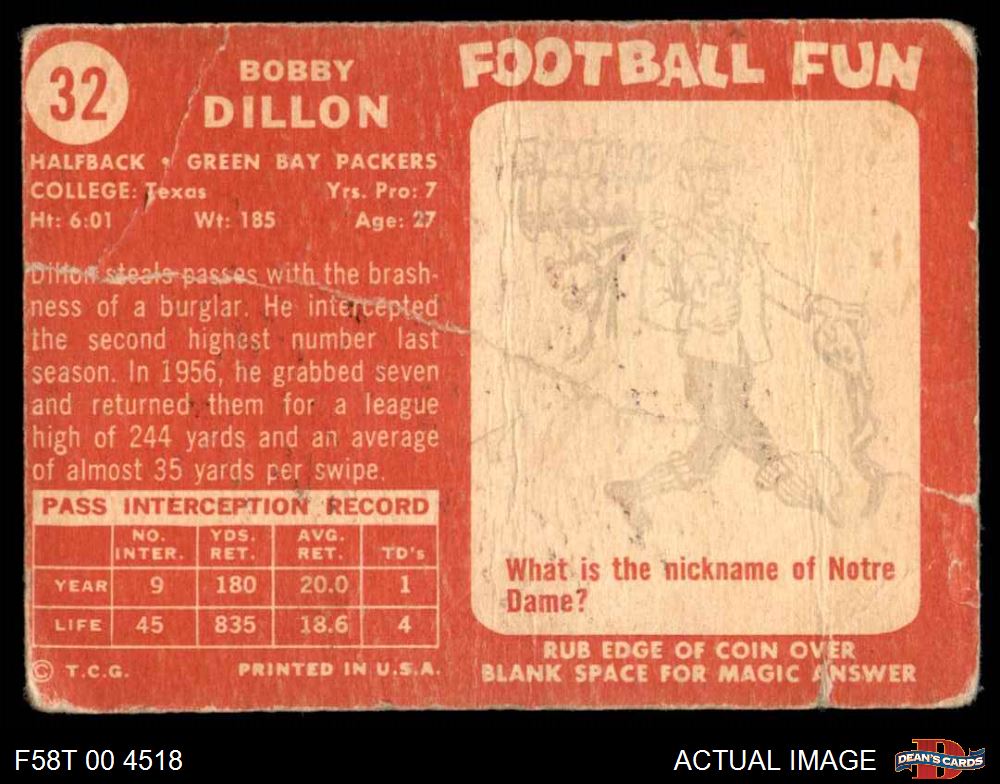 32
BOBBY
DILLON
HALFBACK • GREEN BAY PACKERS
COLLEGE: Texas Yrs. Pro: 7
Ht: 6:01 Wt: 185 Age: 27
Dillon steals passes with the brash-
ness of a burglar. He intercepted
the second highest number last
season. In 1956, he grabbed seven
and returned them for a league
high of 244 yards and an average
of almost 35 yards per swipe.
PASS INTERCEPTION RECORD
NO. INTER. YDS. RET. AVG. RET. TD's
YEAR 9 180 20.0 1
LIFE 45 835 18.6 4
© T.C.G. PRINTED IN U.S.A.
FOOTBALL FUN
What is the nickname of Notre
Dame?
RUB EDGE OF COIN OVER
BLANK SPACE FOR MAGIC ANSWER
F58T 00 4518
ACTUAL IMAGE
DEAN'S CARDS